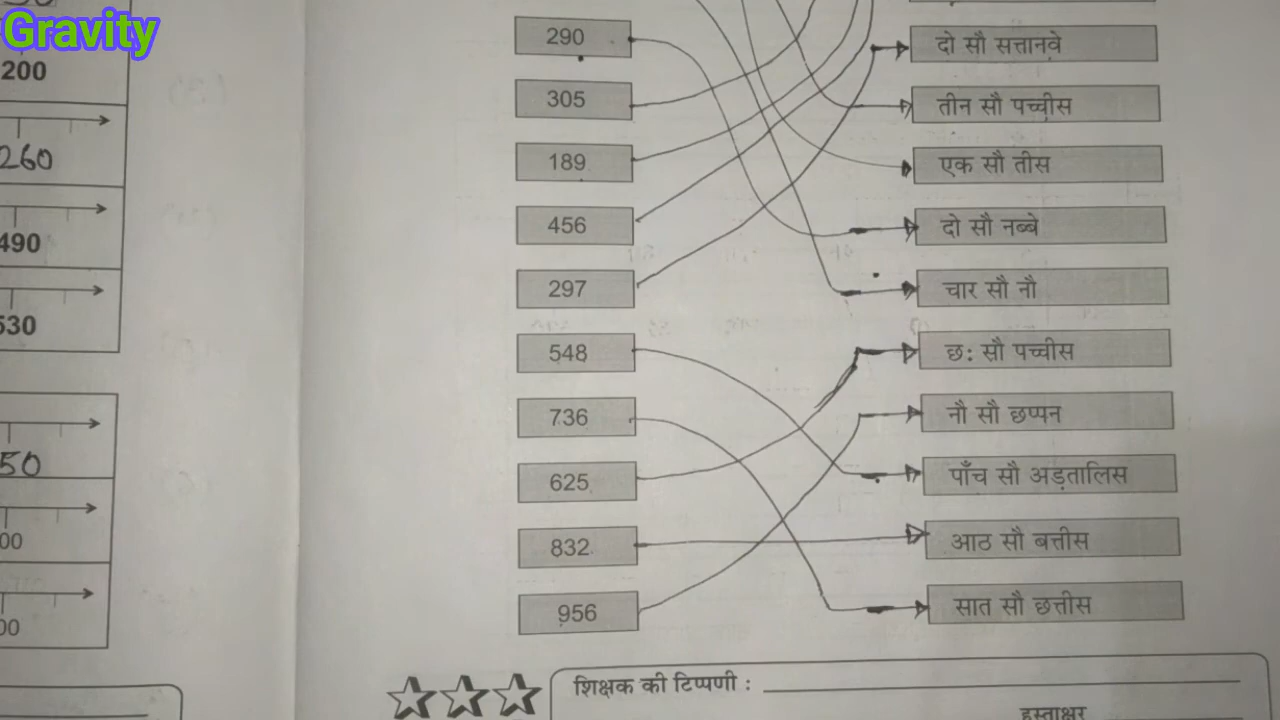 Gravity
200
260
490
530
50
00
00
290
305
189
456
297
548
736
625
832
956
दो सौ सत्तानवे
तीन सौ पच्चीस
एक सौ तीस
दो सौ नब्बे
चार सौ नौ
छः सौ पच्चीस
नौ सौ छप्पन
पाँच सौ अड़तालिस
आठ सौ बत्तीस
सात सौ छत्तीस
शिक्षक की टिप्पणी :
हस्ताक्षर